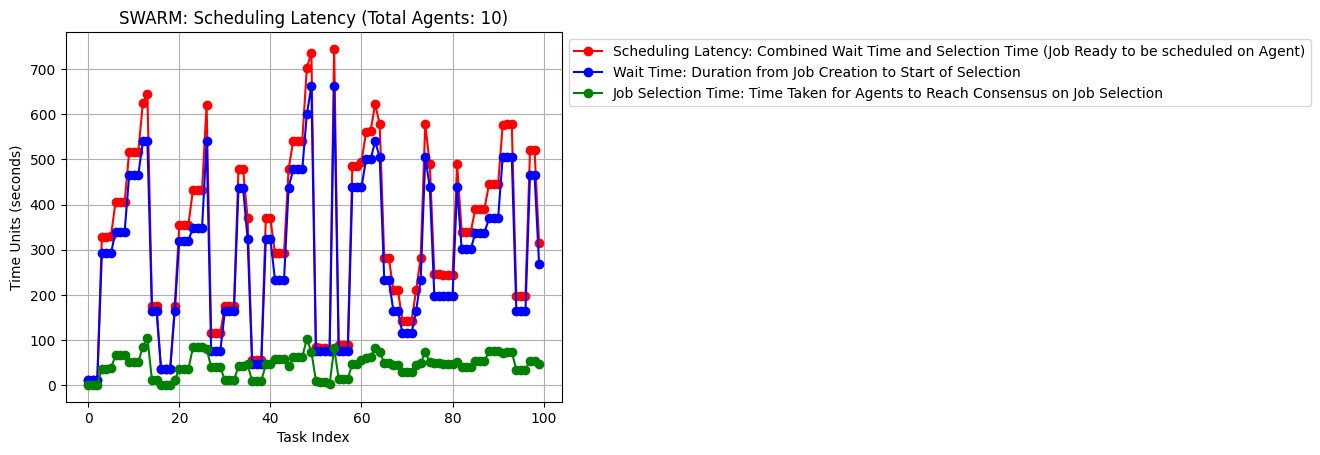 SWARM: Scheduling Latency (Total Agents: 10)
Scheduling Latency: Combined Wait Time and Selection Time (Job Ready to be scheduled on Agent)
Wait Time: Duration from Job Creation to Start of Selection
Job Selection Time: Time Taken for Agents to Reach Consensus on Job Selection
Time Units (seconds)
700
600
500
400
300
200
100
0
0 20 40 60 80 100
Task Index